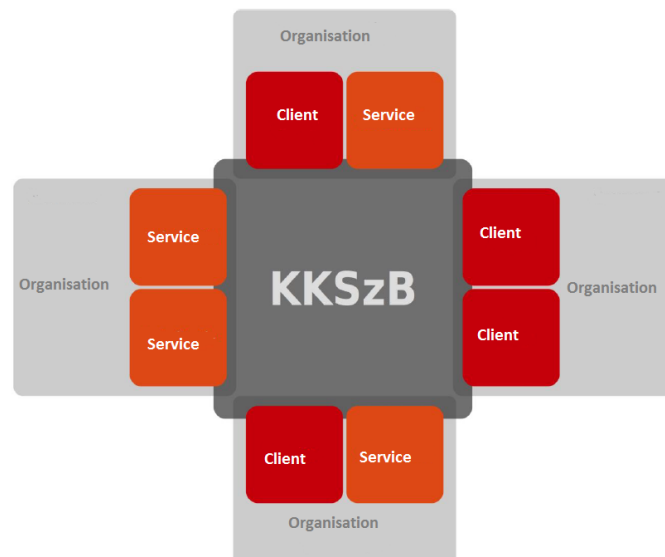 Organisation
Client
Service
Service
Client
Organisation
KKSzB
Organisation
Service
Client
Client
Service
Organisation